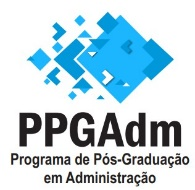 PPGAdm
Programa de Pós-Graduação
em Administração